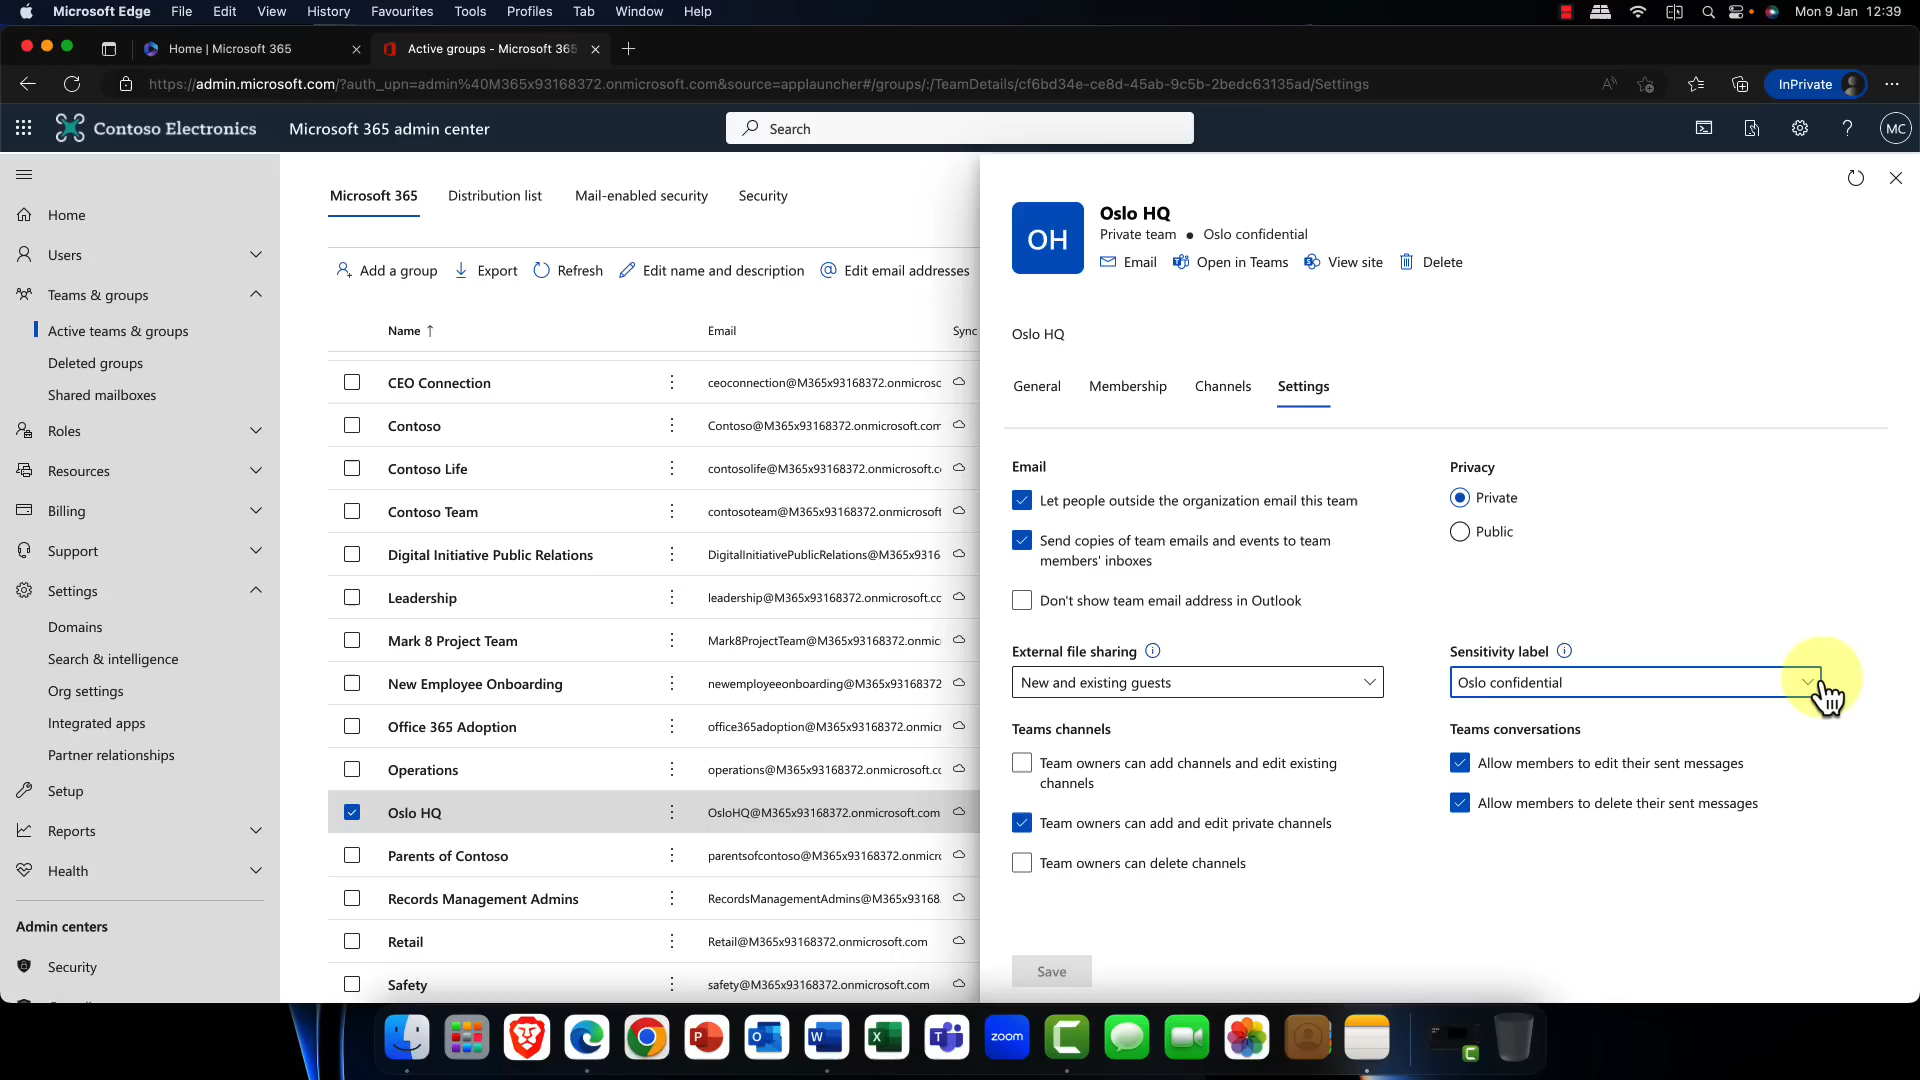 Microsoft Edge File Edit View History Favourites Tools Profiles Tab Window Help Mon 9 Jan 12:39
Home | Microsoft 365 Active groups - Microsoft 365
https://admin.microsoft.com/?auth_upn=admin%40M365x93168372.onmicrosoft.com&source=applauncher#/groups/:/TeamDetails/cf6bd34e-ce8d-45ab-9c5b-2bedc63135ad/Settings InPrivate
Contoso Electronics Microsoft 365 admin center Search MC
Home
Users
Teams & groups
Active teams & groups
Deleted groups
Shared mailboxes
Roles
Resources
Billing
Support
Settings
Domains
Search & intelligence
Org settings
Integrated apps
Partner relationships
Setup
Reports
Health
Admin centers
Security
Microsoft 365 Distribution list Mail-enabled security Security
Add a group Export Refresh Edit name and description Edit email addresses
Name ↑ Email Sync
CEO Connection ceoconnection@M365x93168372.onmicrosc
Contoso Contoso@M365x93168372.onmicrosoft.com
Contoso Life contosolife@M365x93168372.onmicrosoft.c
Contoso Team contosoteam@M365x93168372.onmicrosoft
Digital Initiative Public Relations DigitalInitiativePublicRelations@M365x9316
Leadership leadership@M365x93168372.onmicrosoft.cc
Mark 8 Project Team Mark8ProjectTeam@M365x93168372.onmic
New Employee Onboarding newemployeeonboarding@M365x93168372
Office 365 Adoption office365adoption@M365x93168372.onmic
Operations operations@M365x93168372.onmicrosoft.cc
Oslo HQ OsloHQ@M365x93168372.onmicrosoft.com
Parents of Contoso parentsofcontoso@M365x93168372.onmicr
Records Management Admins RecordsManagementAdmins@M365x93168
Retail Retail@M365x93168372.onmicrosoft.com
Safety safety@M365x93168372.onmicrosoft.com
OH
Oslo HQ
Private team ● Oslo confidential
Email Open in Teams View site Delete
Oslo HQ
General Membership Channels Settings
Email
Let people outside the organization email this team
Send copies of team emails and events to team
members' inboxes
Don't show team email address in Outlook
Privacy
Private
Public
External file sharing
New and existing guests
Sensitivity label
Oslo confidential
Teams channels
Team owners can add channels and edit existing
channels
Team owners can add and edit private channels
Team owners can delete channels
Teams conversations
Allow members to edit their sent messages
Allow members to delete their sent messages
Save
zoom